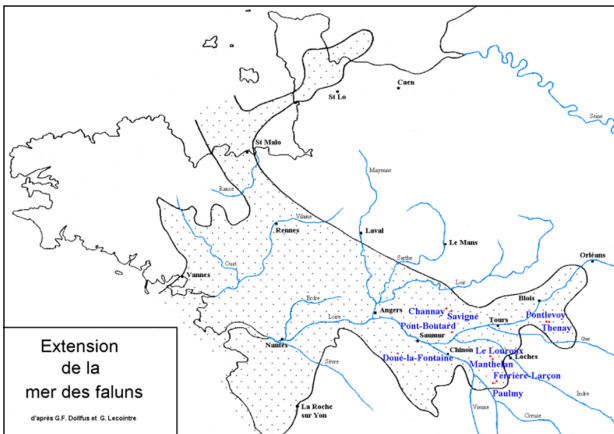 Caen
St Lo
Seine
St Malo
Mayenne
Rance
Vilaine
Rennes
Laval
Le Mans
Sarthe
Orléans
Oust
Loir
Vannes
Blois
Erdre
Angers
Channay
Savigné
Pontlevoy
Loire
Pont-Boutard
Tours
Thenay
Saumur
Cher
Nantes
Chinon
Le Louroux
Doué-la-Fontaine
Loches
Sèvre
Manthelan
Ferrière-Larçon
Indre
Paulmy
La Roche
sur Yon
Vienne
Creuse
Extension
de la
mer des faluns
d'après G.F. Dollfus et G. Lecointre